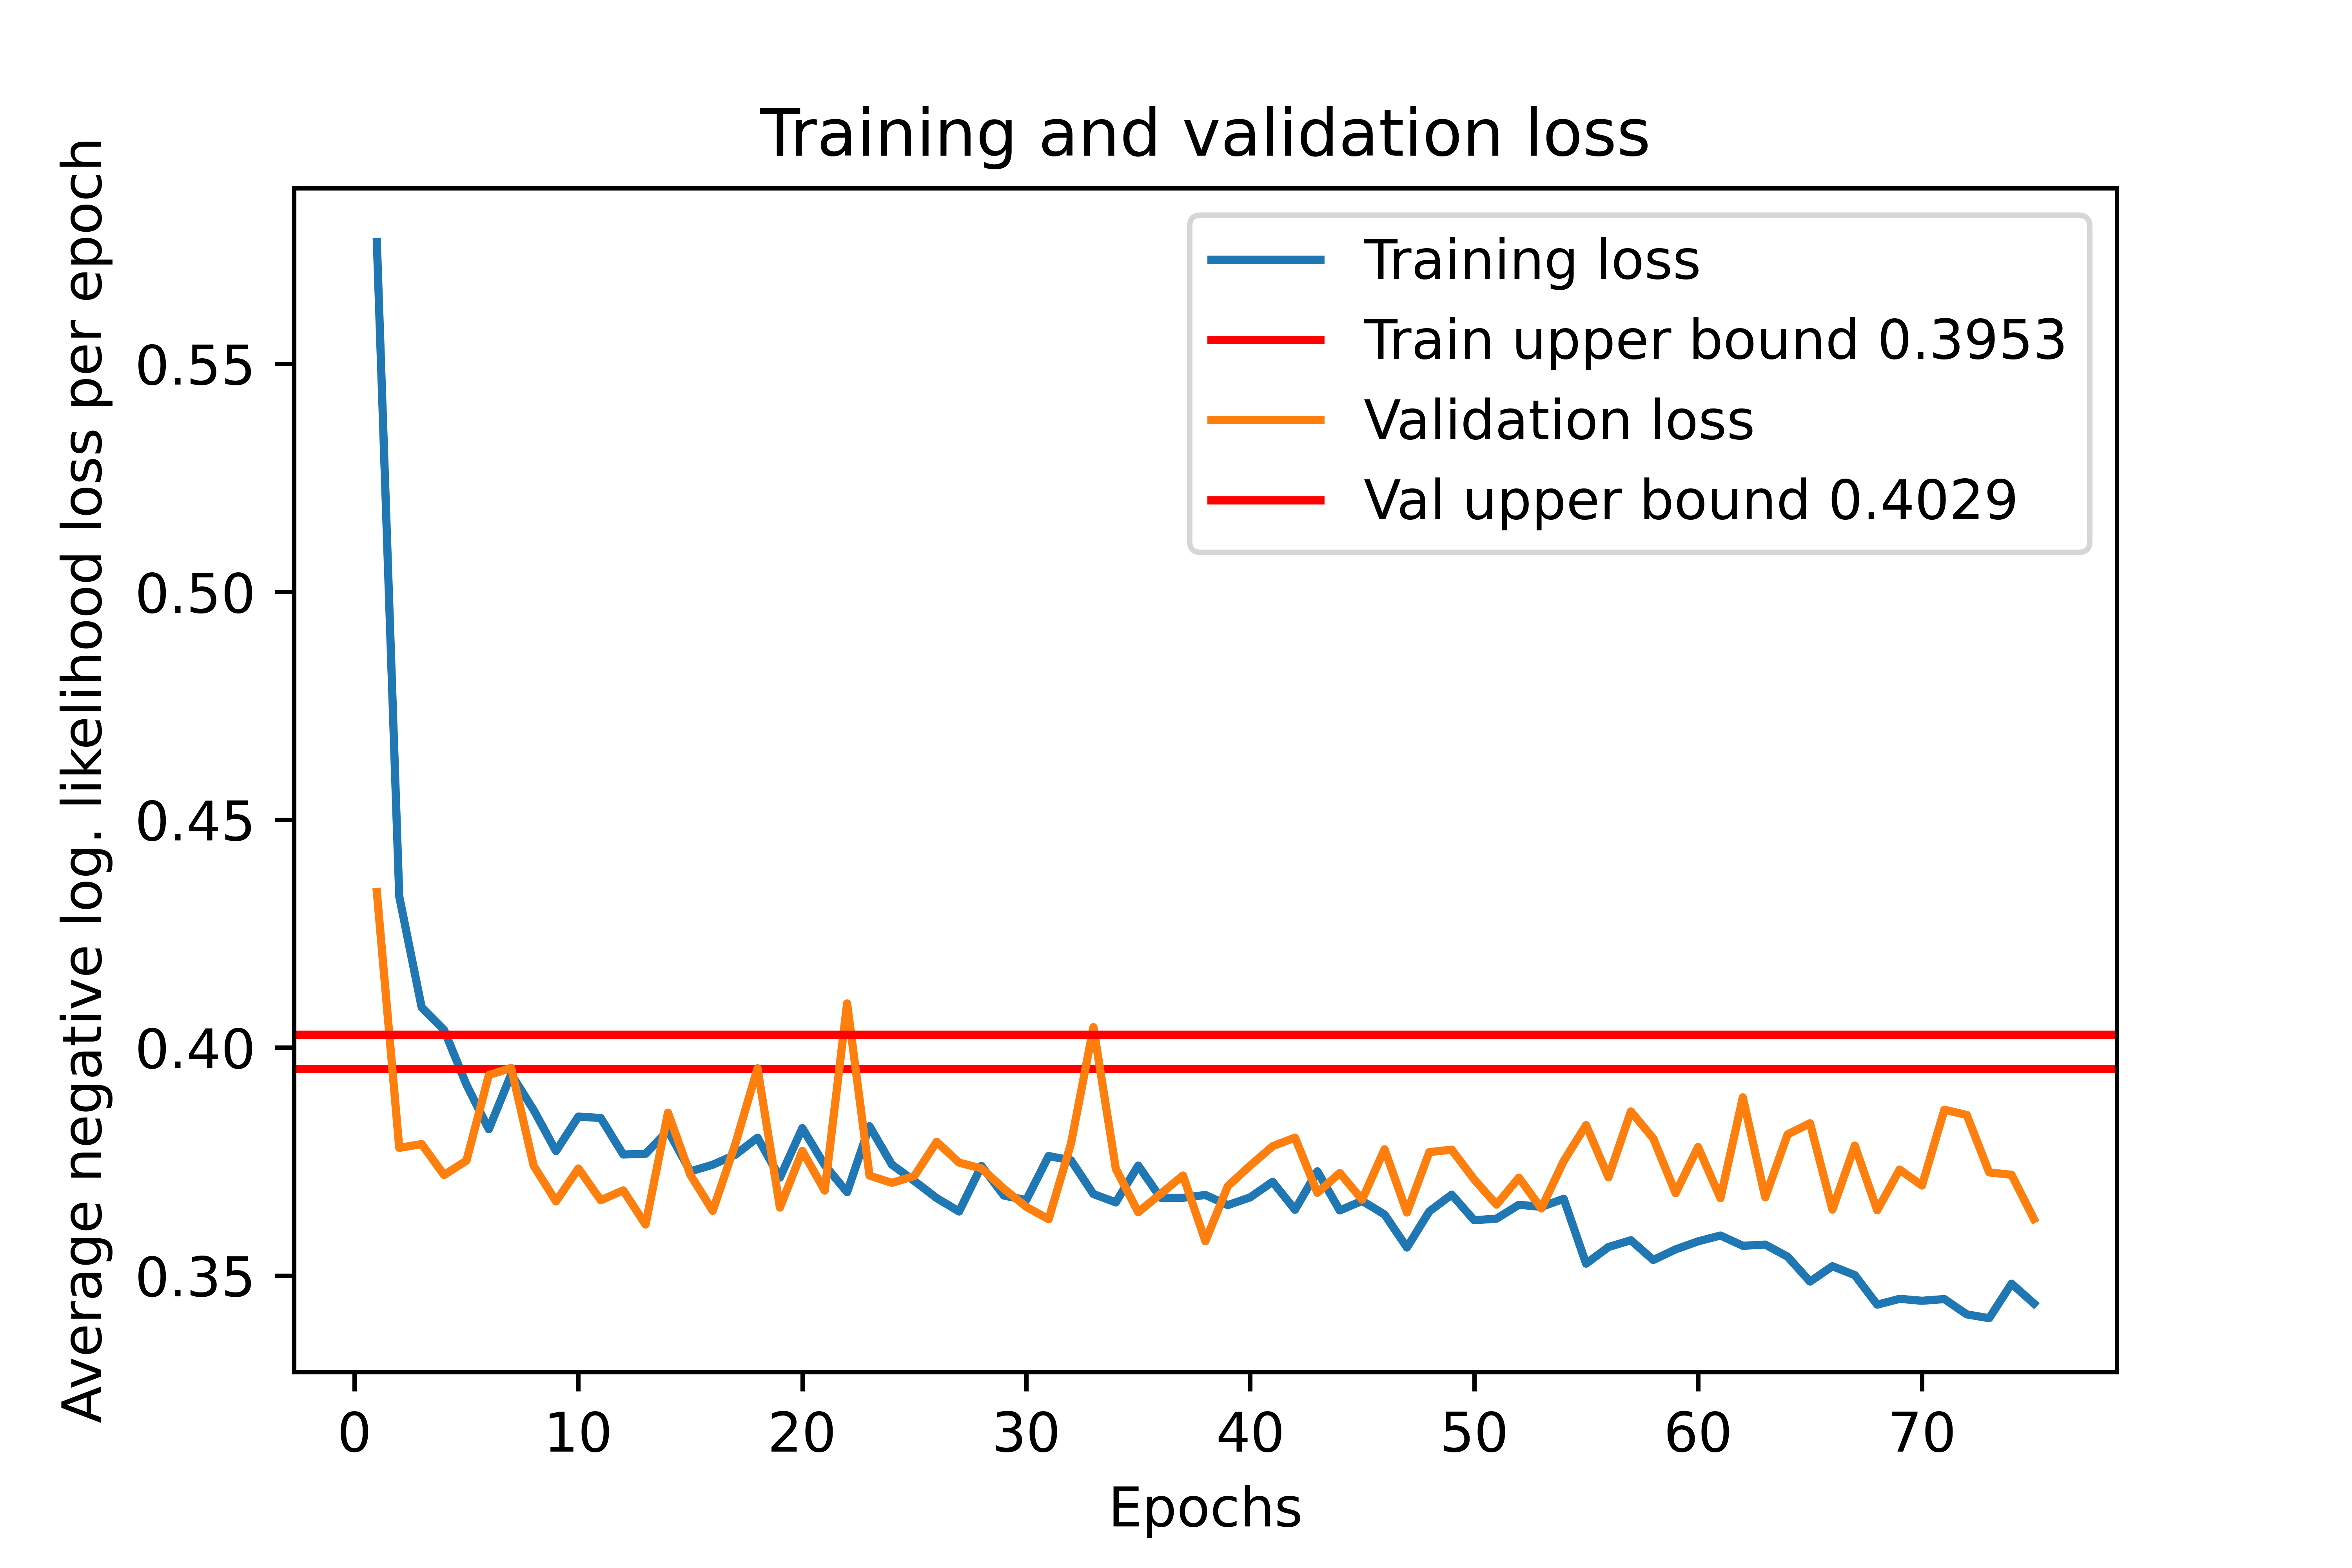 Training and validation loss
Average negative log. likelihood loss per epoch
0.55
0.50
0.45
0.40
0.35
Training loss
Train upper bound 0.3953
Validation loss
Val upper bound 0.4029
0 10 20 30 40 50 60 70
Epochs